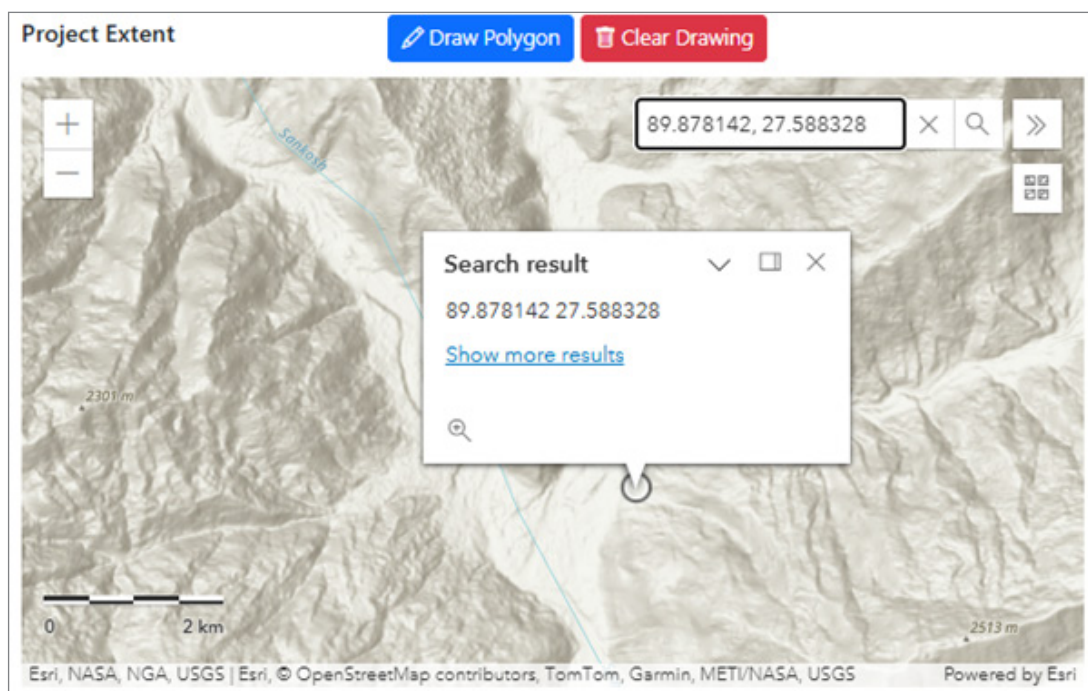 Project Extent
Draw Polygon
Clear Drawing
89.878142, 27.588328
Sankosh
Search result
89.878142 27.588328
Show more results
2301 m
0
2 km
2513 m
Esri, NASA, NGA, USGS | Esri, © OpenStreetMap contributors, TomTom, Garmin, METI/NASA, USGS
Powered by Esri